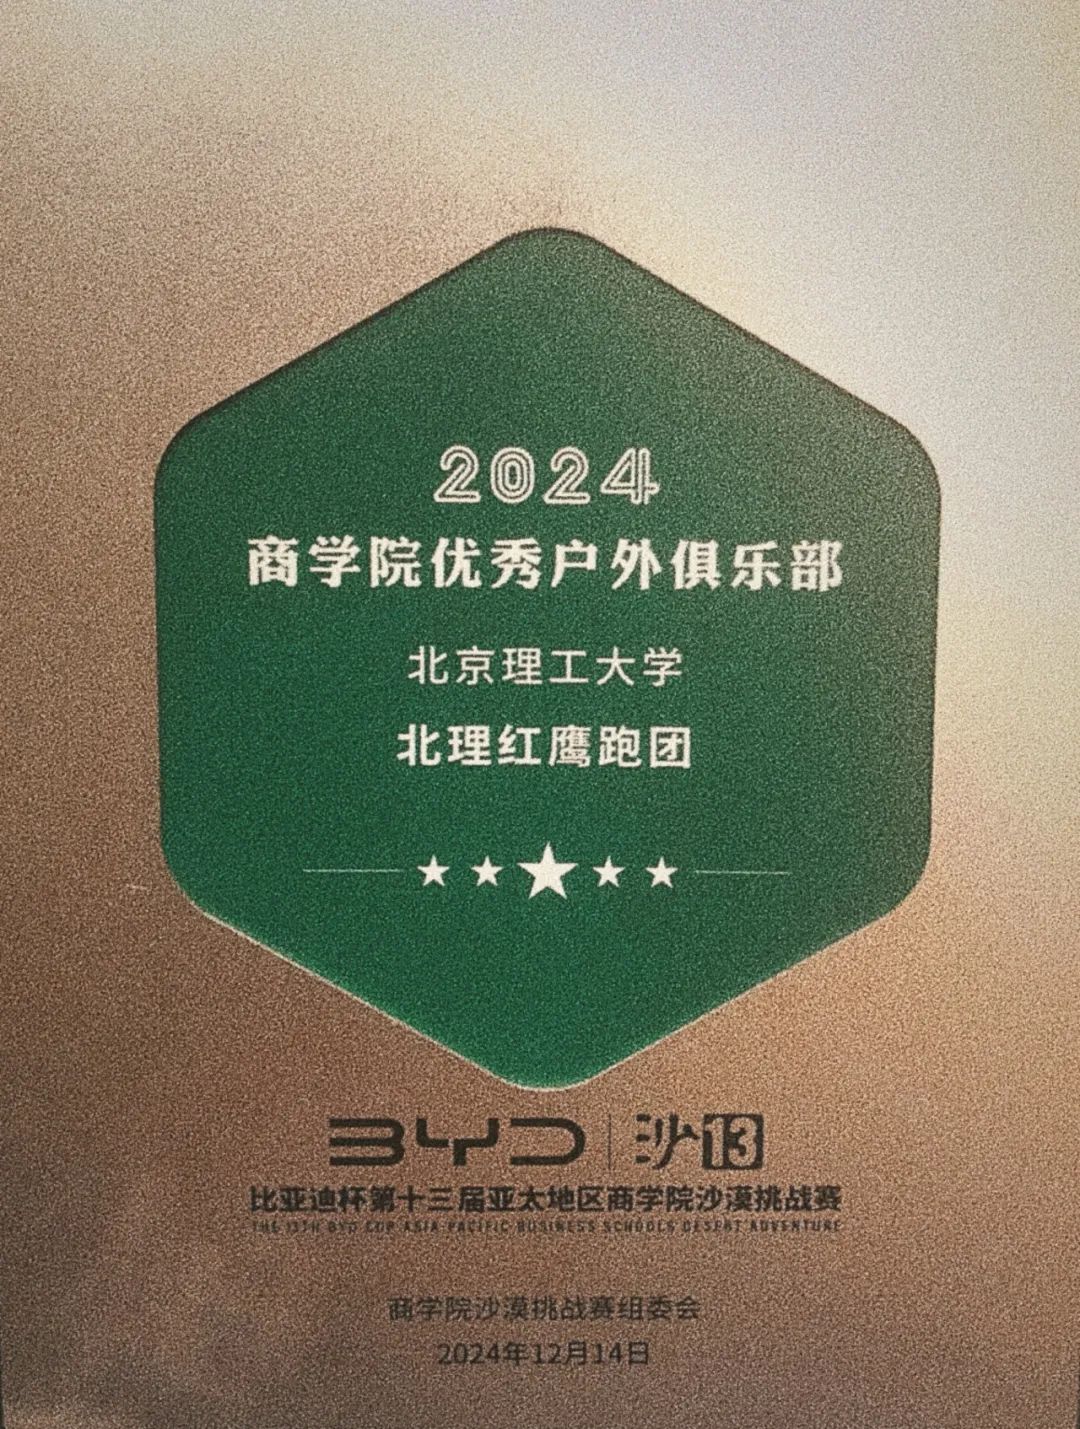 2024
商学院优秀户外俱乐部
北京理工大学
北理红鹰跑团
BYD | 沙13
比亚迪杯第十三届亚太地区商学院沙漠挑战赛
THE 13TH BYD CUP ASIA-PACIFIC BUSINESS SCHOOLS DESERT ADVENTURE
商学院沙漠挑战赛组委会
2024年12月14日